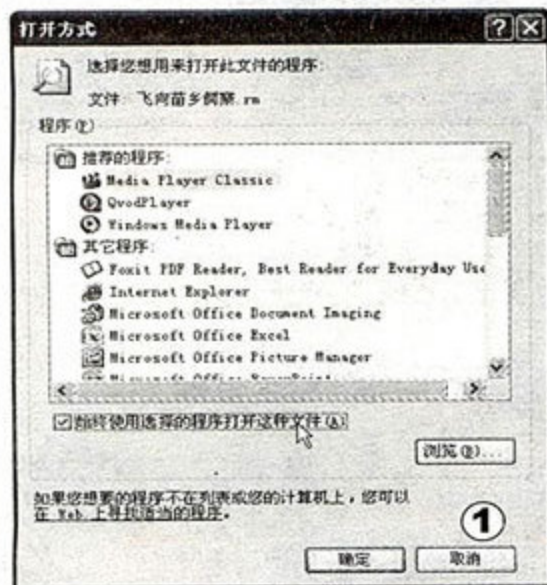 打开方式
选择您想用来打开此文件的程序:
文件: 飞向苗乡侗寨.rm
程序(P)
推荐的程序:
Media Player Classic
QvodPlayer
Windows Media Player
其它程序:
Foxit PDF Reader, Best Reader for Everyday Use
Internet Explorer
Microsoft Office Document Imaging
Microsoft Office Excel
Microsoft Office Picture Manager
Microsoft Office PowerPoint
始终使用选择的程序打开这种文件(A)
浏览(B)...
如果您想要的程序不在列表或您的计算机上，您可以
在 Web 上寻找适当的程序。
①
确定
取消